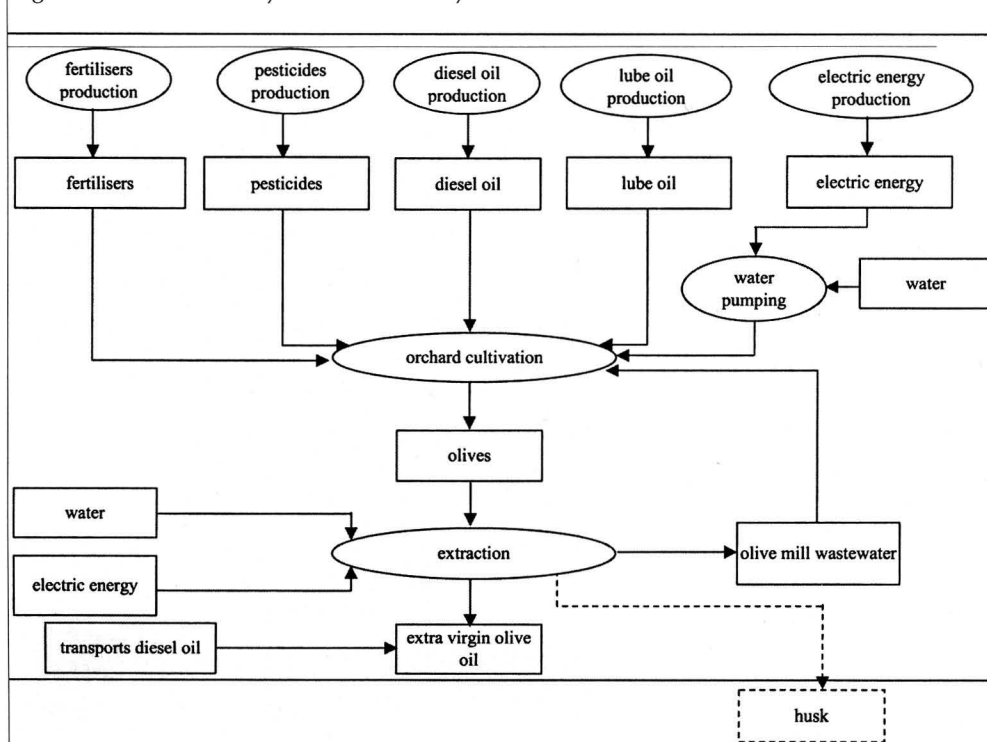 fertilisers
production
pesticides
production
diesel oil
production
lube oil
production
electric energy
production
fertilisers
pesticides
diesel oil
lube oil
electric energy
water
pumping
water
orchard cultivation
olives
water
extraction
olive mill wastewater
electric energy
transports diesel oil
extra virgin olive
oil
husk